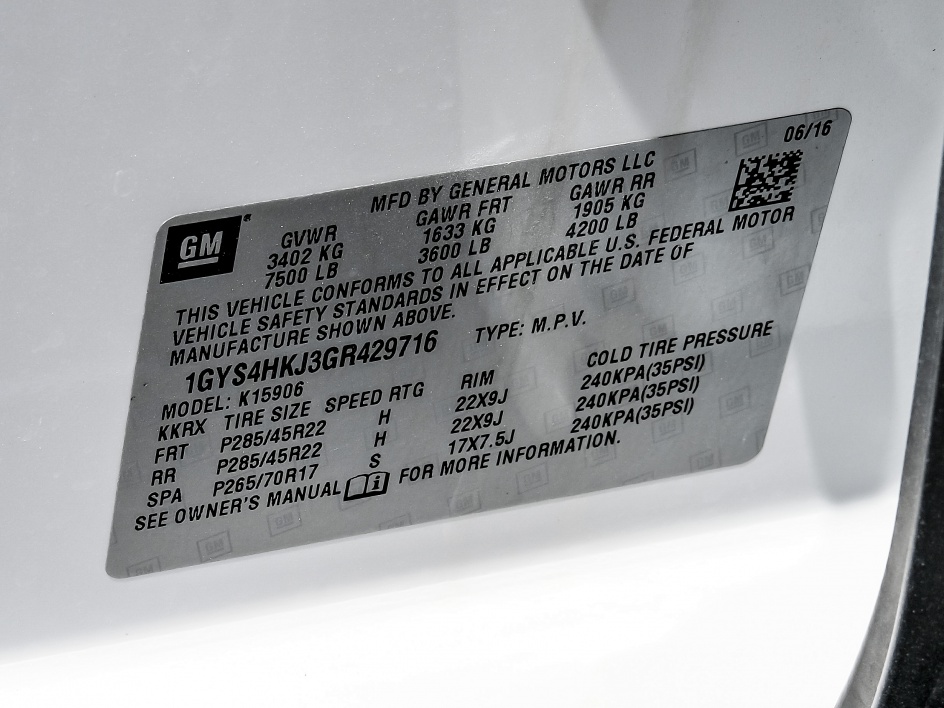 06/16
MFD BY GENERAL MOTORS LLC
GM
GVWR GAWR FRT GAWR RR
3402 KG 1633 KG 1905 KG
7500 LB 3600 LB 4200 LB
THIS VEHICLE CONFORMS TO ALL APPLICABLE U.S. FEDERAL MOTOR
VEHICLE SAFETY STANDARDS IN EFFECT ON THE DATE OF
MANUFACTURE SHOWN ABOVE.
1GYS4HKJ3GR429716 TYPE: M.P.V.
MODEL: K15906
KKRX TIRE SIZE SPEED RTG RIM COLD TIRE PRESSURE
FRT P285/45R22 H 22X9J 240KPA(35PSI)
RR P285/45R22 H 22X9J 240KPA(35PSI)
SPA P265/70R17 S 17X7.5J 240KPA(35PSI)
SEE OWNER'S MANUAL i FOR MORE INFORMATION.